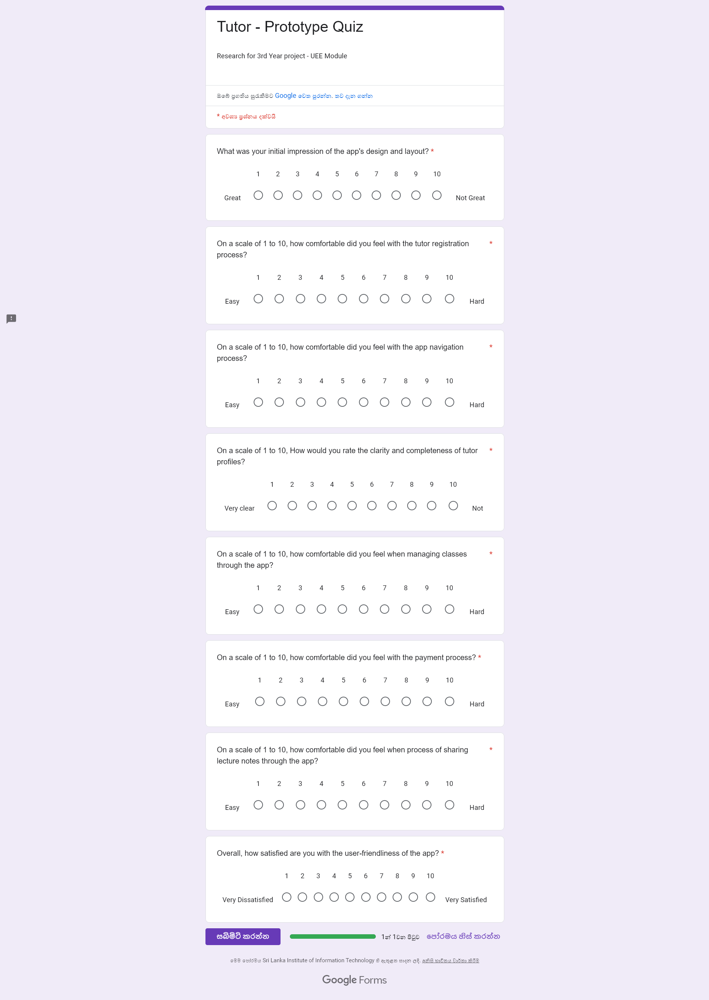 Tutor - Prototype Quiz
Research for 3rd Year project - UEE Module
ඔබේ ප්‍රගතිය සුරැකීමට Google වෙත පුරන්න. තව දැන ගන්න
* අවශ්‍ය ප්‍රශ්නය දක්වයි
What was your initial impression of the app's design and layout? *
1 2 3 4 5 6 7 8 9 10
Great Not Great
On a scale of 1 to 10, how comfortable did you feel with the tutor registration *
process?
1 2 3 4 5 6 7 8 9 10
Easy Hard
On a scale of 1 to 10, how comfortable did you feel with the app navigation *
process?
1 2 3 4 5 6 7 8 9 10
Easy Hard
On a scale of 1 to 10, How would you rate the clarity and completeness of tutor *
profiles?
1 2 3 4 5 6 7 8 9 10
Very clear Not
On a scale of 1 to 10, how comfortable did you feel when managing classes *
through the app?
1 2 3 4 5 6 7 8 9 10
Easy Hard
On a scale of 1 to 10, how comfortable did you feel with the payment process? *
1 2 3 4 5 6 7 8 9 10
Easy Hard
On a scale of 1 to 10, how comfortable did you feel when process of sharing *
lecture notes through the app?
1 2 3 4 5 6 7 8 9 10
Easy Hard
Overall, how satisfied are you with the user-friendliness of the app? *
1 2 3 4 5 6 7 8 9 10
Very Dissatisfied Very Satisfied
සබ්මිට් කරන්න 1න් 1වන පිටුව පෝරමය හිස් කරන්න
මෙම පෝරමය Sri Lanka Institute of Information Technology හි ඇතුළත සාදන ලදි. අනිසි භාවිතය වාර්තා කිරීම
Google Forms